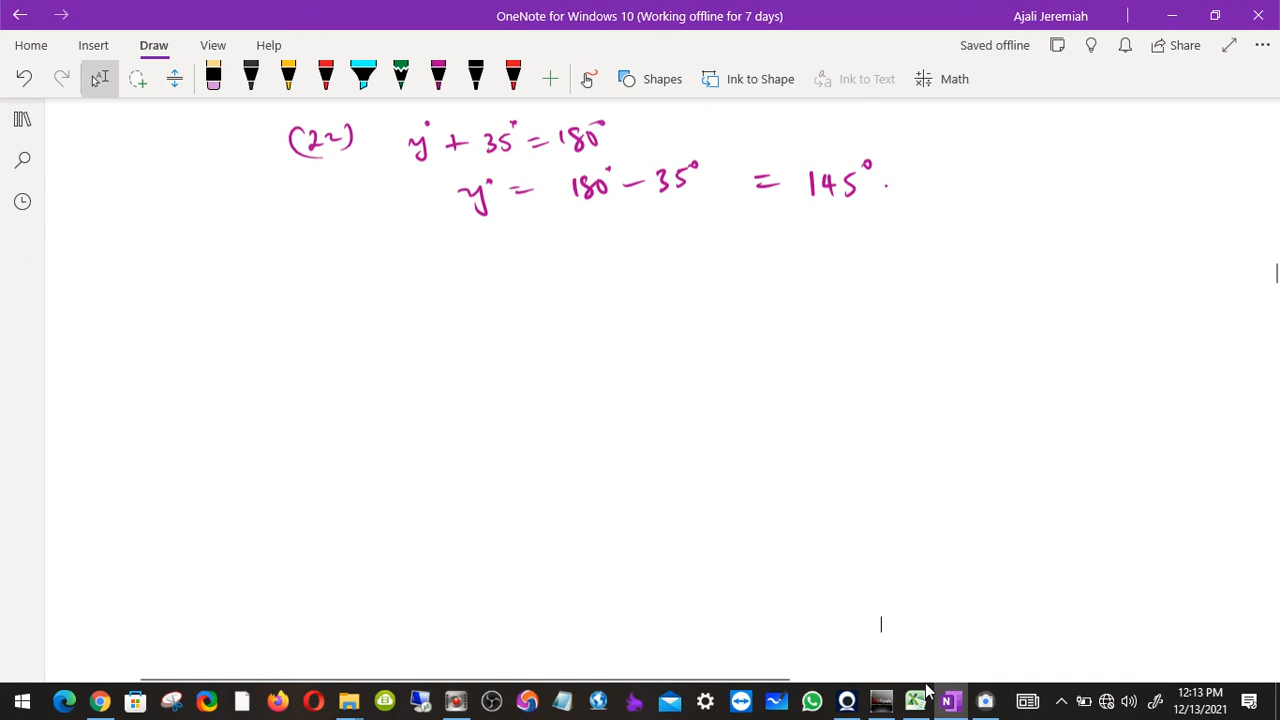 OneNote for Windows 10 (Working offline for 7 days)
Ajali Jeremiah
Home Insert Draw View Help
Saved offline
Share
Shapes
Ink to Shape
Ink to Text
Math
(22) y° + 35° = 180°
y° = 180° – 35° = 145°.
12:13 PM
12/13/2021